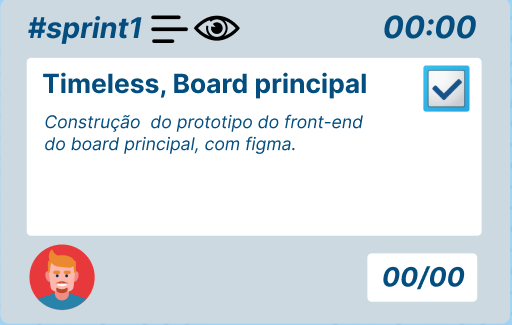 #sprint1 00:00
Timeless, Board principal
Construção do prototipo do front-end
do board principal, com figma.
00/00